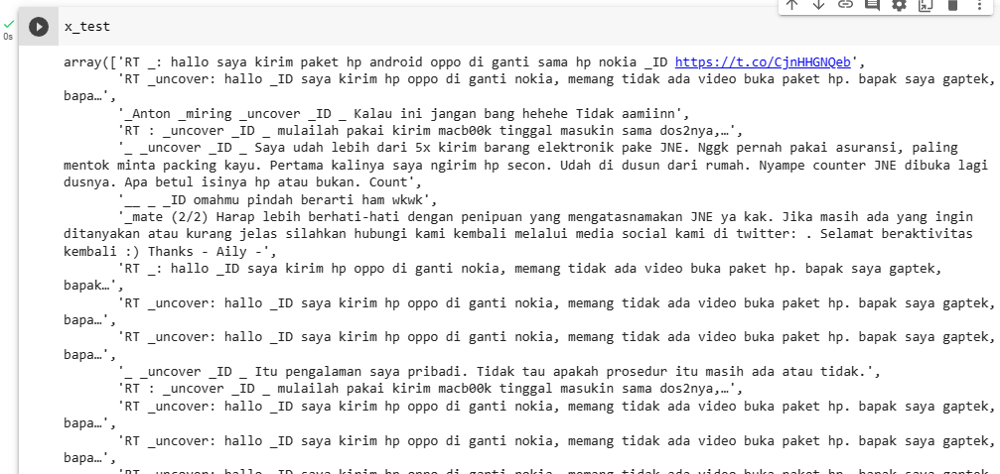 0s
x_test
array(['RT _: hallo saya kirim paket hp android oppo di ganti sama hp nokia _ID https://t.co/CjnHHGNQeb',
'RT _uncover: hallo _ID saya kirim hp oppo di ganti nokia, memang tidak ada video buka paket hp. bapak saya gaptek,
bapa…',
'_Anton _miring _uncover _ID _ Kalau ini jangan bang hehehe Tidak aamiinn',
'RT : _uncover _ID _ mulailah pakai kirim macb00k tinggal masukin sama dos2nya,…',
'_ _uncover _ID _ Saya udah lebih dari 5x kirim barang elektronik pake JNE. Nggk pernah pakai asuransi, paling
mentok minta packing kayu. Pertama kalinya saya ngirim hp secon. Udah di dusun dari rumah. Nyampe counter JNE dibuka lagi
dusnya. Apa betul isinya hp atau bukan. Count',
'__ _ _ID omahmu pindah berarti ham wkwk',
'_mate (2/2) Harap lebih berhati-hati dengan penipuan yang mengatasnamakan JNE ya kak. Jika masih ada yang ingin
ditanyakan atau kurang jelas silahkan hubungi kami kembali melalui media social kami di twitter: . Selamat beraktivitas
kembali :) Thanks - Aily -',
'RT _: hallo _ID saya kirim hp oppo di ganti nokia, memang tidak ada video buka paket hp. bapak saya gaptek,
bapak…',
'RT _uncover: hallo _ID saya kirim hp oppo di ganti nokia, memang tidak ada video buka paket hp. bapak saya gaptek,
bapa…',
'RT _uncover: hallo _ID saya kirim hp oppo di ganti nokia, memang tidak ada video buka paket hp. bapak saya gaptek,
bapa…',
'_ _uncover _ID _ Itu pengalaman saya pribadi. Tidak tau apakah prosedur itu masih ada atau tidak.',
'RT : _uncover _ID _ mulailah pakai kirim macb00k tinggal masukin sama dos2nya,…',
'RT _uncover: hallo _ID saya kirim hp oppo di ganti nokia, memang tidak ada video buka paket hp. bapak saya gaptek,
bapa…',
'RT _uncover: hallo _ID saya kirim hp oppo di ganti nokia, memang tidak ada video buka paket hp. bapak saya gaptek,
bapa…',